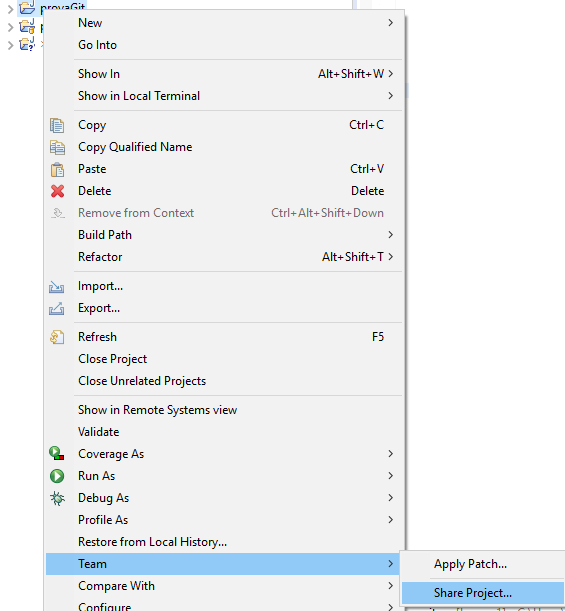 provaGit
New
Go Into
Show In Alt+Shift+W
Show in Local Terminal
Copy Ctrl+C
Copy Qualified Name
Paste Ctrl+V
Delete Delete
Remove from Context Ctrl+Alt+Shift+Down
Build Path
Refactor Alt+Shift+T
Import...
Export...
Refresh F5
Close Project
Close Unrelated Projects
Show in Remote Systems view
Validate
Coverage As
Run As
Debug As
Profile As
Restore from Local History...
Team
Apply Patch...
Compare With
Share Project...
Configure